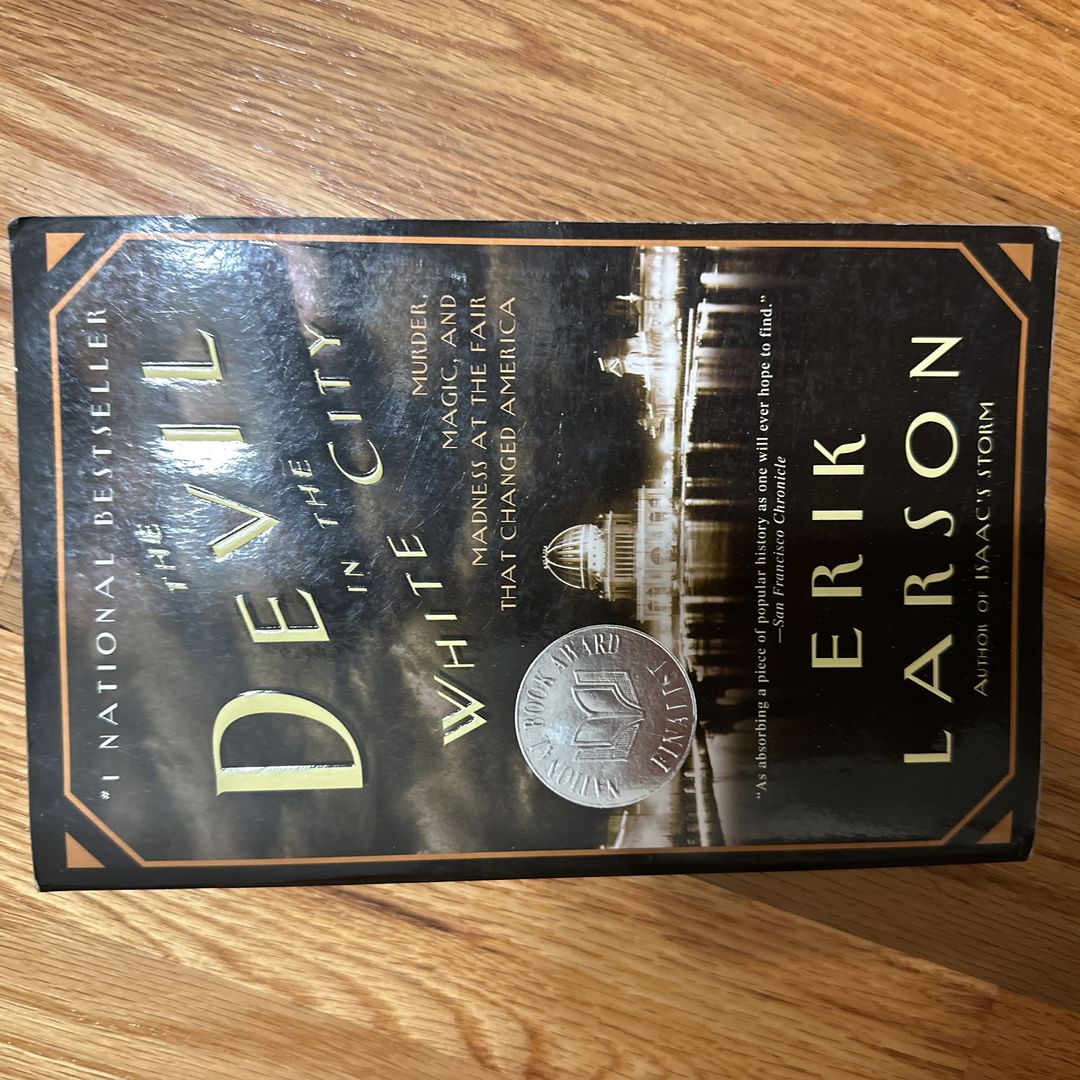 #1 NATIONAL BESTSELLER
THE
DEVIL
IN THE
WHITE CITY
MURDER,
MAGIC, AND
MADNESS AT THE FAIR
THAT CHANGED AMERICA
NATIONAL BOOK AWARD
FINALIST
"As absorbing a piece of popular history as one will ever hope to find."
—San Francisco Chronicle
ERIK
LARSON
AUTHOR OF ISAAC'S STORM